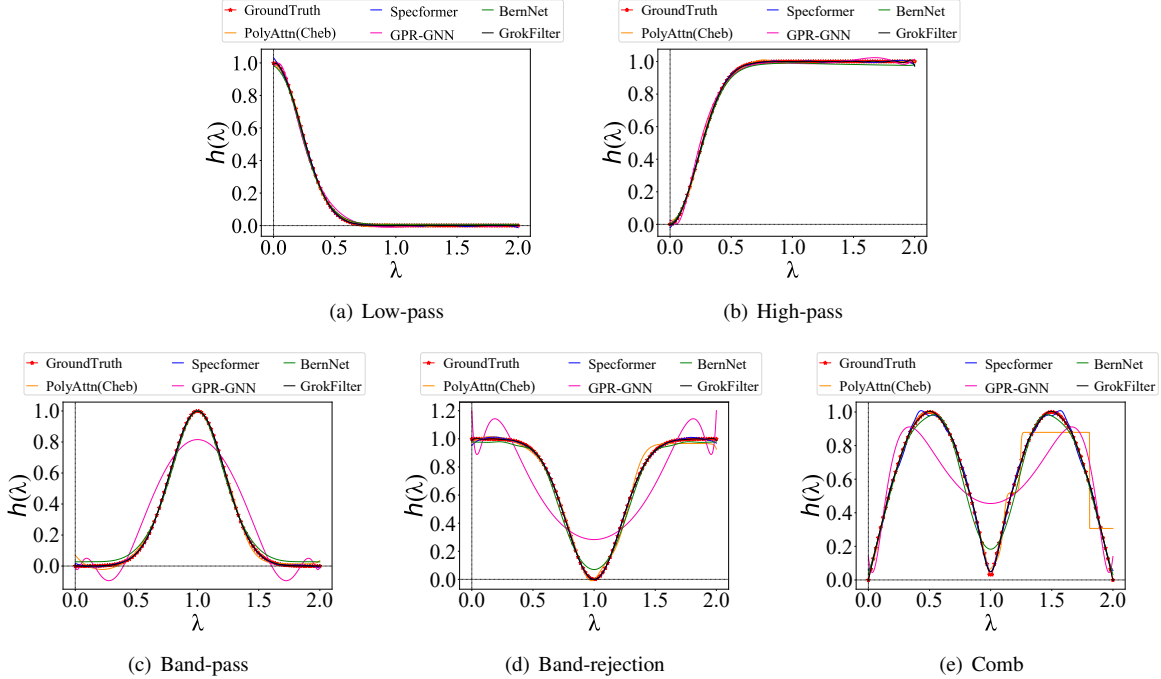 GroundTruth Specformer BernNet
PolyAttn(Cheb) GPR-GNN GrokFilter
1.0
0.8
0.6
0.4
0.2
0.0
h(λ)
0.0 0.5 1.0 1.5 2.0
λ
(a) Low-pass
GroundTruth Specformer BernNet
PolyAttn(Cheb) GPR-GNN GrokFilter
1.0
0.8
0.6
0.4
0.2
0.0
h(λ)
0.0 0.5 1.0 1.5 2.0
λ
(b) High-pass
GroundTruth Specformer BernNet
PolyAttn(Cheb) GPR-GNN GrokFilter
1.0
0.8
0.6
0.4
0.2
0.0
h(λ)
0.0 0.5 1.0 1.5 2.0
λ
(c) Band-pass
GroundTruth Specformer BernNet
PolyAttn(Cheb) GPR-GNN GrokFilter
1.2
1.0
0.8
0.6
0.4
0.2
0.0
h(λ)
0.0 0.5 1.0 1.5 2.0
λ
(d) Band-rejection
GroundTruth Specformer BernNet
PolyAttn(Cheb) GPR-GNN GrokFilter
1.0
0.8
0.6
0.4
0.2
0.0
h(λ)
0.0 0.5 1.0 1.5 2.0
λ
(e) Comb